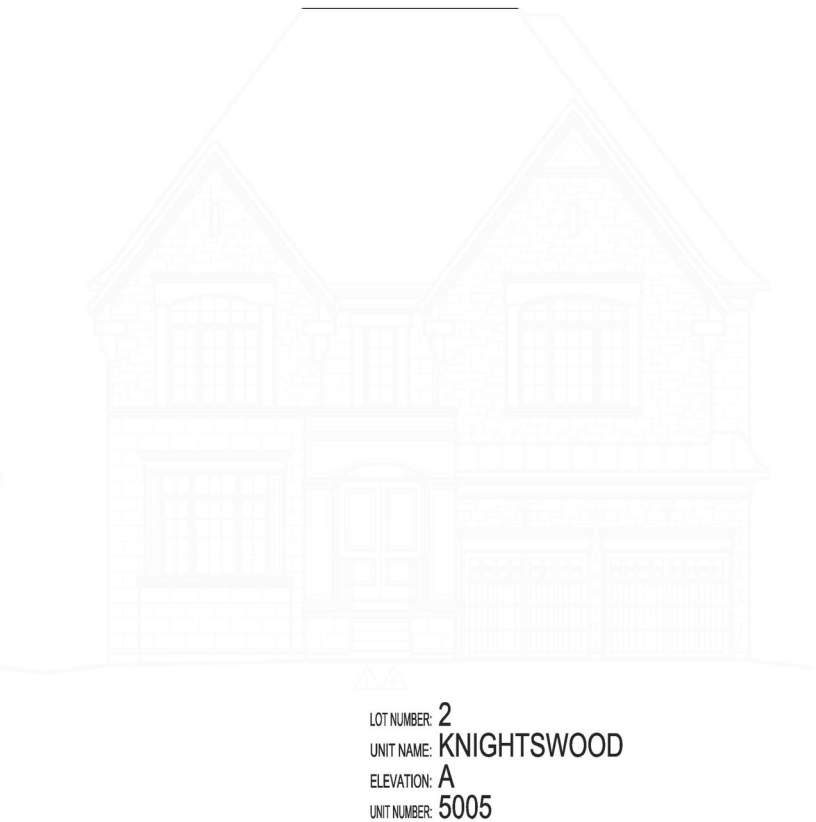 LOT NUMBER: 2
UNIT NAME: KNIGHTSWOOD
ELEVATION: A
UNIT NUMBER: 5005